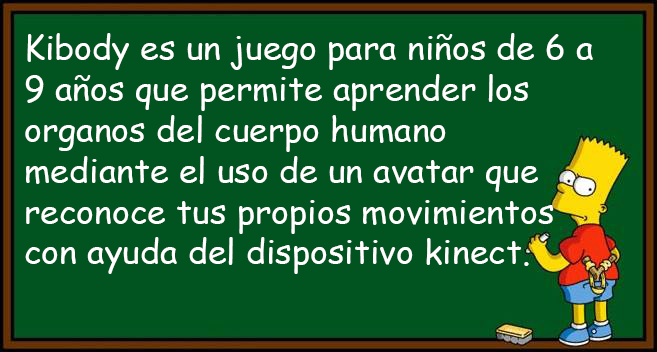 Kibody es un juego para niños de 6 a
9 años que permite aprender los
organos del cuerpo humano
mediante el uso de un avatar que
reconoce tus propios movimientos
con ayuda del dispositivo kinect.